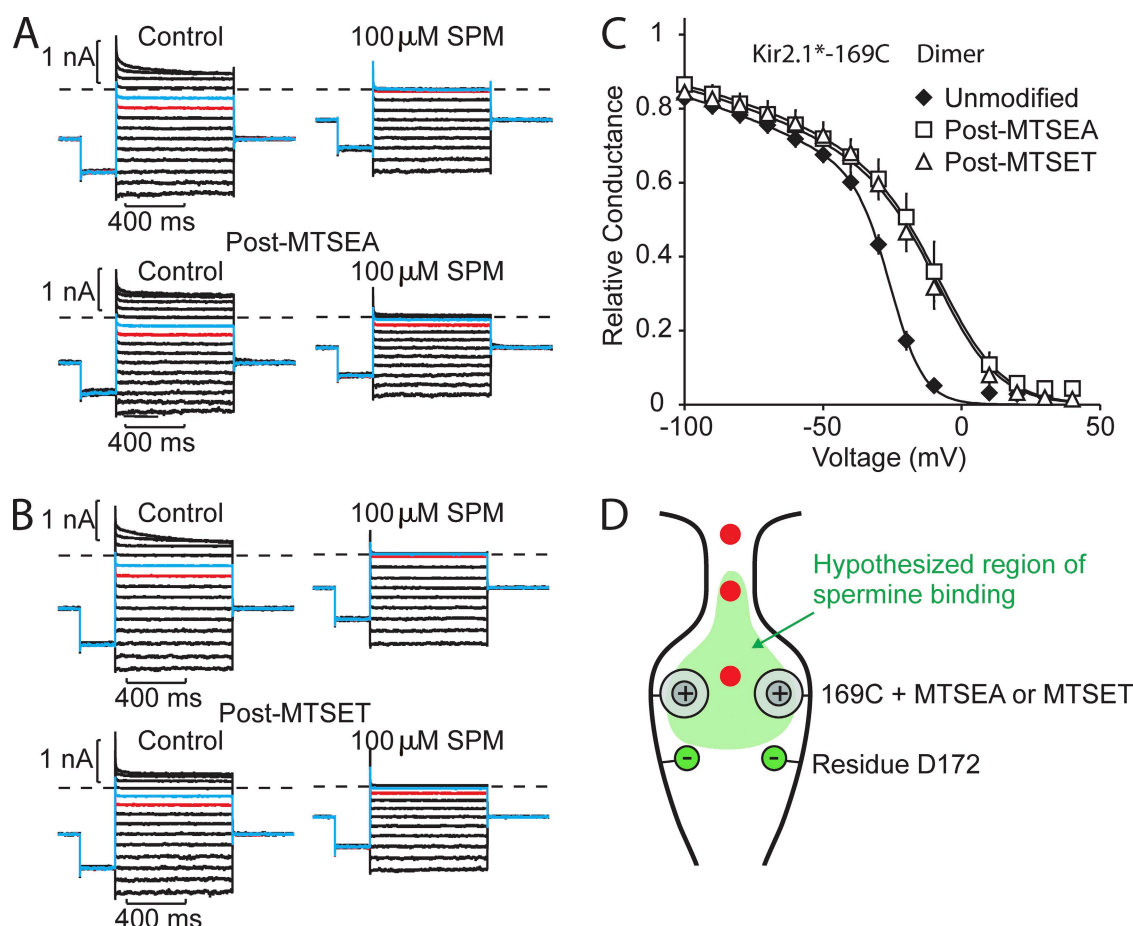 A
Control
100 µM SPM
1 nA
400 ms
Post-MTSEA
Control
100 µM SPM
1 nA
400 ms
B
Control
100 µM SPM
1 nA
400 ms
Post-MTSET
Control
100 µM SPM
1 nA
400 ms
C
Kir2.1*-169C Dimer
Unmodified
Post-MTSEA
Post-MTSET
Relative Conductance
1
0.8
0.6
0.4
0.2
0
-100
-50
0
50
Voltage (mV)
D
Hypothesized region of
spermine binding
+ +
169C + MTSEA or MTSET
- -
Residue D172